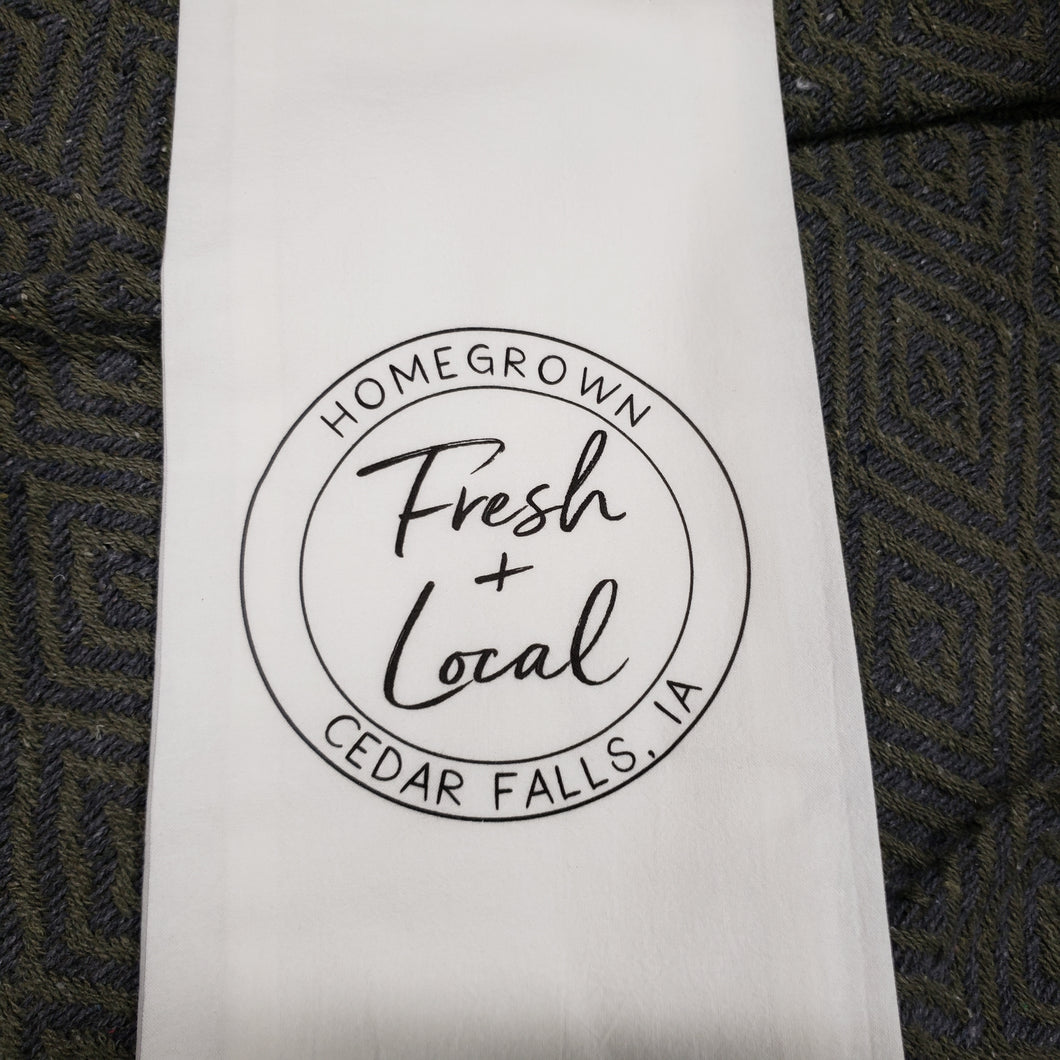 HOMEGROWN
Fresh
+
Local
CEDAR FALLS, IA